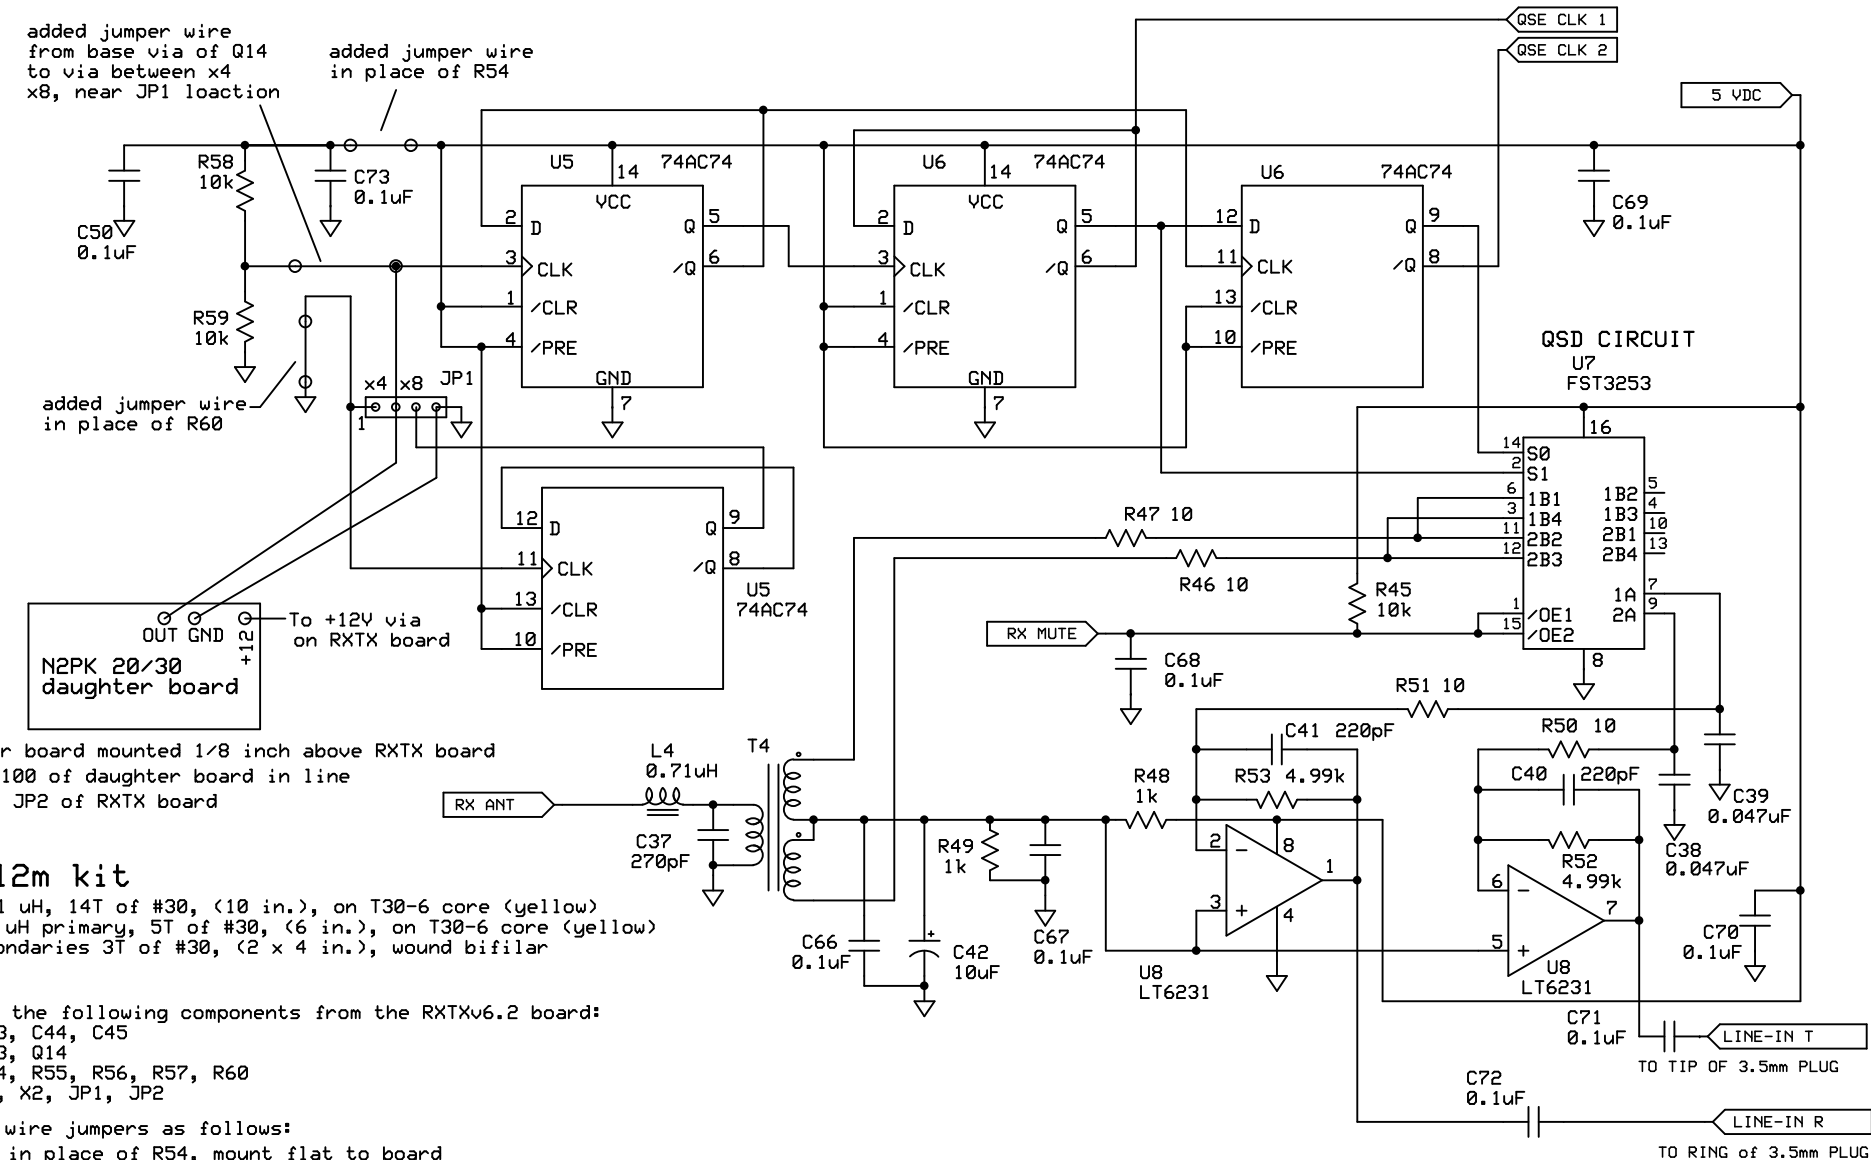 added jumper wire
from base via of Q14
to via between x4
x8, near JP1 loaction
added jumper wire
in place of R54
QSE CLK 1
QSE CLK 2
5 VDC
R58
10k
C73
0.1uF
C50
0.1uF
U5
74AC74
14
VCC
2
D
Q
5
3
CLK
/Q
6
1
/CLR
4
/PRE
GND
7
U6
74AC74
14
VCC
2
D
Q
5
3
CLK
/Q
6
1
/CLR
4
/PRE
GND
7
U6
74AC74
12
D
Q
9
11
CLK
/Q
8
13
/CLR
10
/PRE
C69
0.1uF
R59
10k
added jumper wire
in place of R60
x4
x8
JP1
1
12
D
Q
9
11
CLK
/Q
8
13
/CLR
10
/PRE
U5
74AC74
QSD CIRCUIT
U7
FST3253
16
14
S0
2
S1
6
1B1
3
1B4
11
2B2
12
2B3
1B2
5
1B3
4
2B1
10
2B4
13
1A
7
2A
9
1
/OE1
15
/OE2
8
R47 10
R46 10
R45
10k
RX MUTE
C68
0.1uF
OUT GND
+12
To +12V via
on RXTX board
N2PK 20/30
daughter board
r board mounted 1/8 inch above RXTX board
100 of daughter board in line
JP2 of RXTX board
RX ANT
L4
0.71uH
C37
270pF
T4
R51 10
C41 220pF
R53 4.99k
R48
1k
R49
1k
2
-
3
+
8
4
1
U8
LT6231
C66
0.1uF
C42
+
10uF
C67
0.1uF
R50 10
C40
220pF
R52
4.99k
6
-
5
+
7
U8
LT6231
C39
0.047uF
C38
0.047uF
C70
0.1uF
12m kit
1 uH, 14T of #30, (10 in.), on T30-6 core (yellow)
uH primary, 5T of #30, (6 in.), on T30-6 core (yellow)
ondaries 3T of #30, (2 x 4 in.), wound bifilar
the following components from the RXTXv6.2 board:
3, C44, C45
3, Q14
4, R55, R56, R57, R60
, X2, JP1, JP2
wire jumpers as follows:
in place of R54, mount flat to board
C71
0.1uF
LINE-IN T
TO TIP OF 3.5mm PLUG
C72
0.1uF
LINE-IN R
TO RING of 3.5mm PLUG